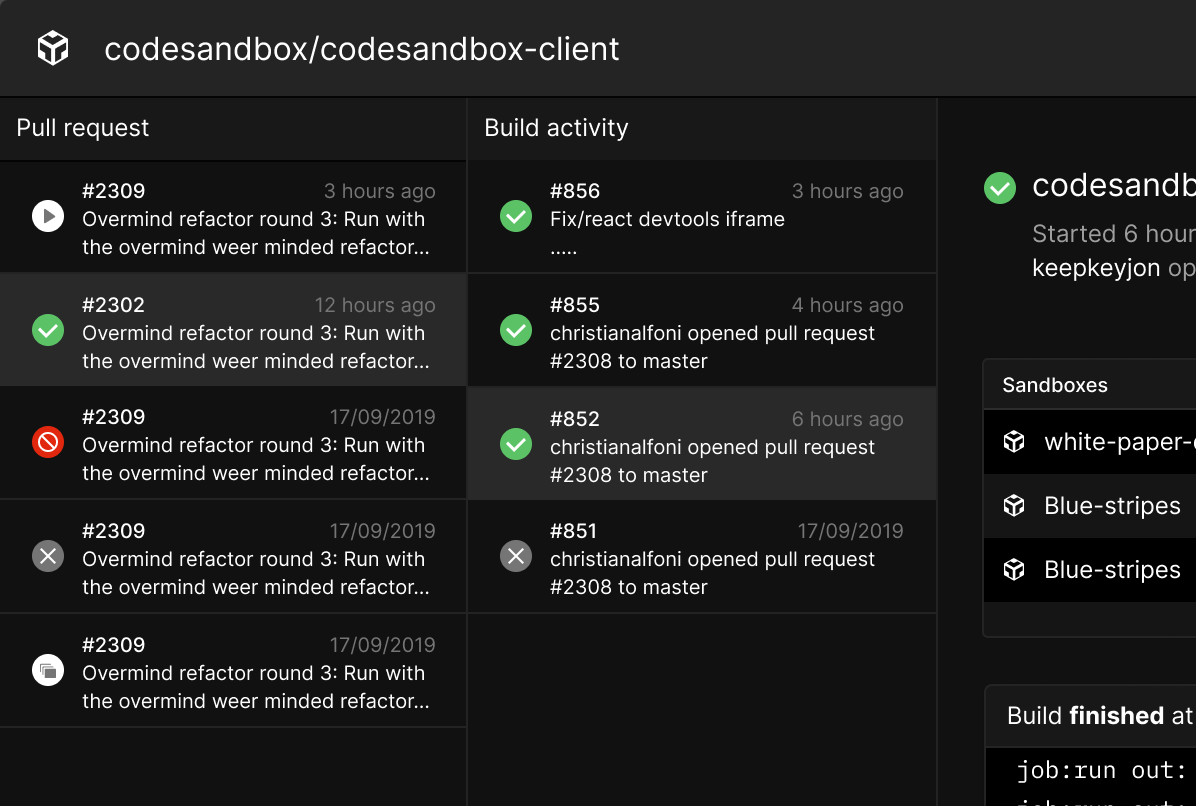 codesandbox/codesandbox-client
Pull request
#2309 3 hours ago
Overmind refactor round 3: Run with
the overmind weer minded refactor...
#2302 12 hours ago
Overmind refactor round 3: Run with
the overmind weer minded refactor...
#2309 17/09/2019
Overmind refactor round 3: Run with
the overmind weer minded refactor...
#2309 17/09/2019
Overmind refactor round 3: Run with
the overmind weer minded refactor...
#2309 17/09/2019
Overmind refactor round 3: Run with
the overmind weer minded refactor...
Build activity
#856 3 hours ago
Fix/react devtools iframe
.....
#855 4 hours ago
christianalfoni opened pull request
#2308 to master
#852 6 hours ago
christianalfoni opened pull request
#2308 to master
#851 17/09/2019
christianalfoni opened pull request
#2308 to master
codesandb
Started 6 hour
keepkeyjon op
Sandboxes
white-paper-
Blue-stripes
Blue-stripes
Build finished at
job:run out: